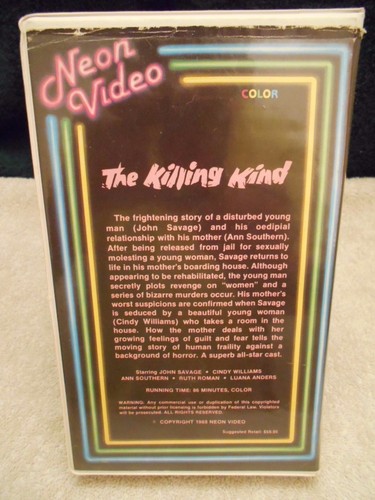 Neon
Video
COLOR
The Killing Kind
The frightening story of a disturbed young
man (John Savage) and his oedipial
relationship with his mother (Ann Southern).
After being released from jail for sexually
molesting a young woman, Savage returns to
life in his mother's boarding house. Although
appearing to be rehabilitated, the young man
secretly plots revenge on "women" and a
series of bizarre murders occur. His mother's
worst suspicions are confirmed when Savage
is seduced by a beautiful young woman
(Cindy Williams) who takes a room in the
house. How the mother deals with her
growing feelings of guilt and fear tells the
moving story of human fraility against a
background of horror. A superb all-star cast.
Starring JOHN SAVAGE • CINDY WILLIAMS
ANN SOUTHERN • RUTH ROMAN • LUANA ANDERS
RUNNING TIME: MINUTES, COLOR
WARNING: Any commercial use or duplication of this copyrighted
material without prior licensing is forbidden by Federal Law. Violators
will be prosecuted. ALL RIGHTS RESERVED.
© COPYRIGHT NEON VIDEO
Suggested Retail: